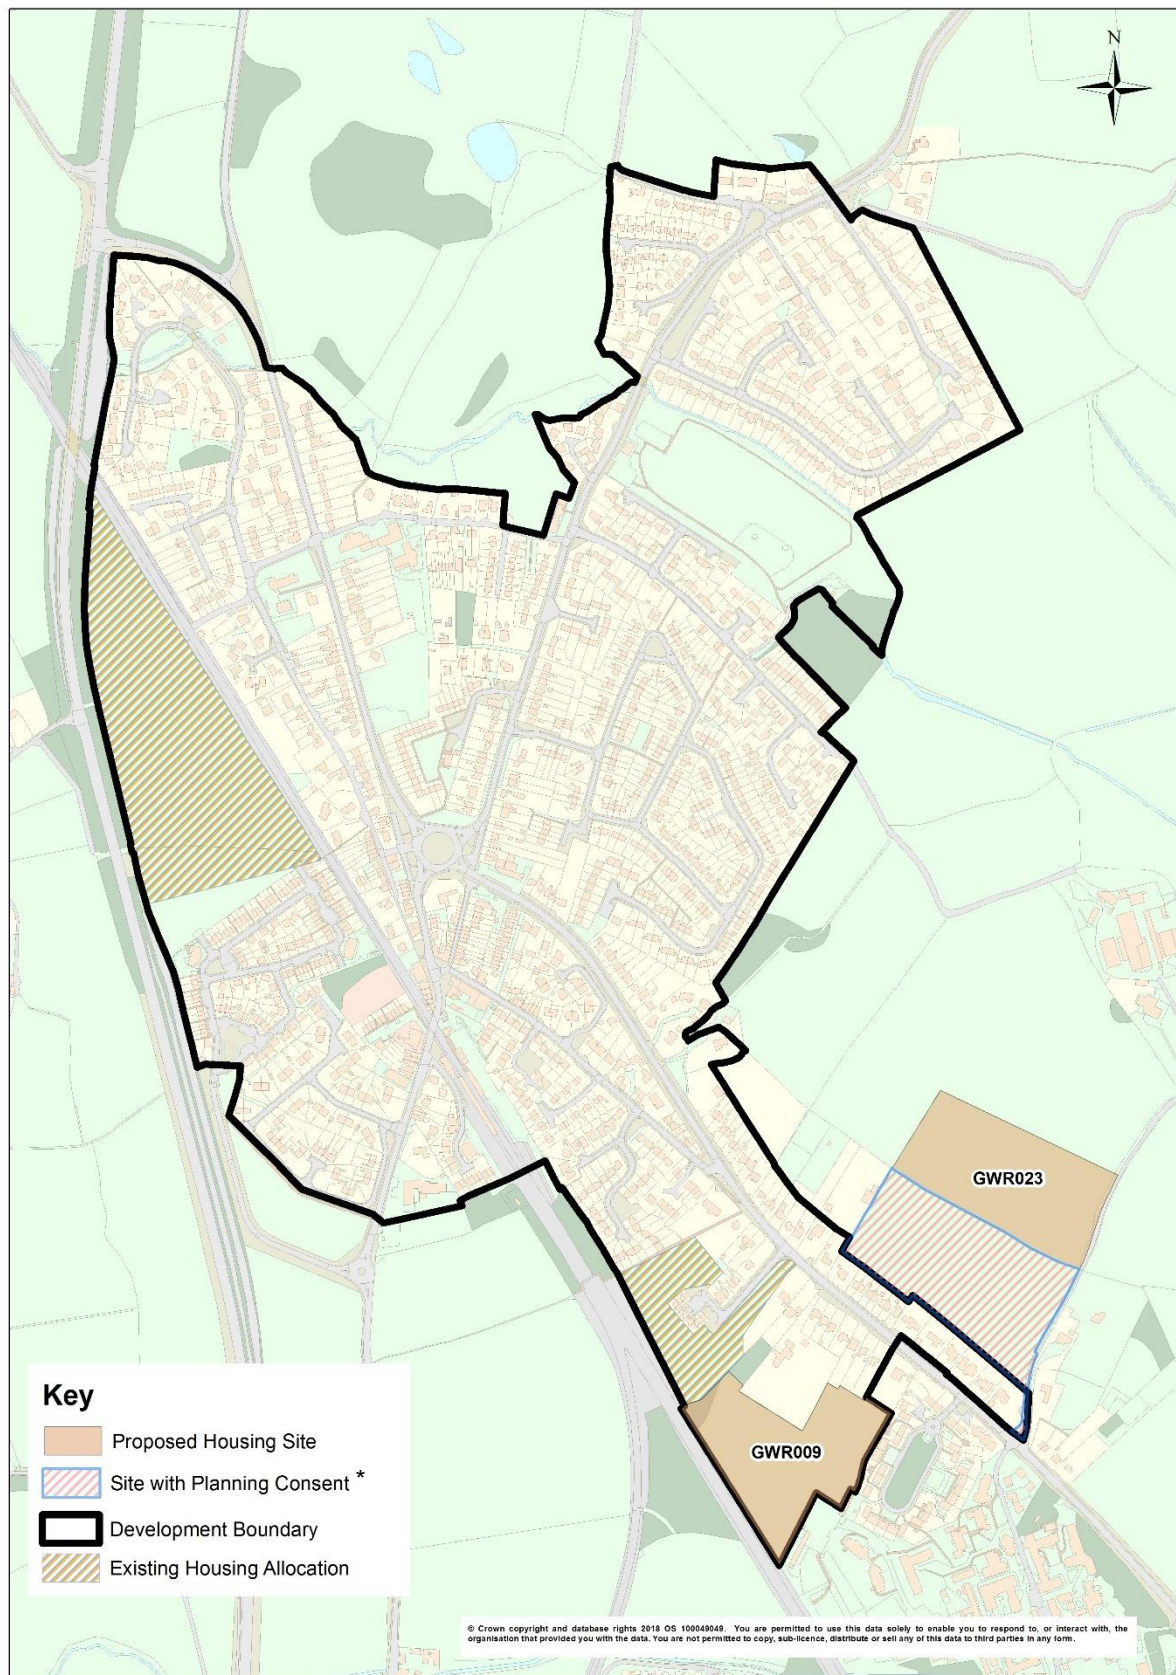 N
GWR023
GWR009
Key
Proposed Housing Site
Site with Planning Consent *
Development Boundary
Existing Housing Allocation
© Crown copyright and database rights 2018 OS 100049049. You are permitted to use this data solely to enable you to respond to, or interact with, the
organisation that provided you with the data. You are not permitted to copy, sub-licence, distribute or sell any of this data to third parties in any form.